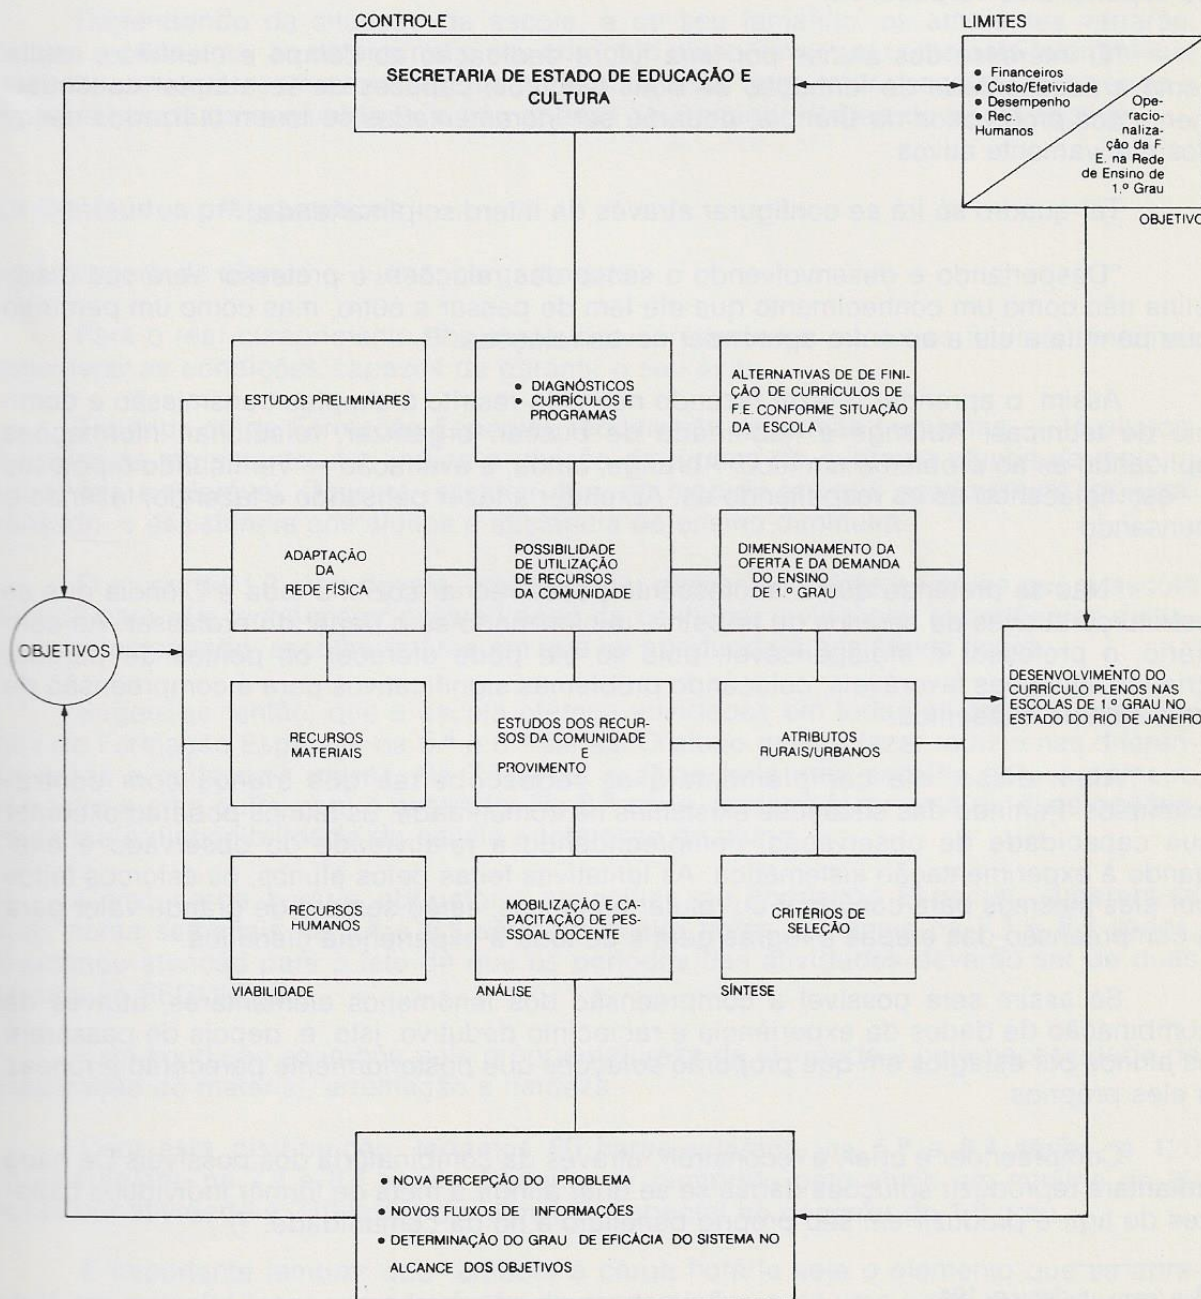 CONTROLE
LIMITES
SECRETARIA DE ESTADO DE EDUCAÇÃO E
CULTURA
• Financeiros
• Custo/Efetividade
• Desempenho
• Rec.
Humanos
Ope-
racio-
naliza-
ção da F.
E. na Rede
de Ensino de
1.º Grau
OBJETIVO
ESTUDOS PRELIMINARES
• DIAGNÓSTICOS
• CURRÍCULOS E
PROGRAMAS
ALTERNATIVAS DE DE FINI-
ÇÃO DE CURRÍCULOS DE
F.E. CONFORME SITUAÇÃO
DA ESCOLA
ADAPTAÇÃO
DA
REDE FÍSICA
POSSIBILIDADE
DE UTILIZAÇÃO
DE RECURSOS
DA COMUNIDADE
DIMENSIONAMENTO DA
OFERTA E DA DEMANDA
DO ENSINO
DE 1.º GRAU
OBJETIVOS
RECURSOS
MATERIAIS
ESTUDOS DOS RECUR-
SOS DA COMUNIDADE
E
PROVIMENTO
ATRIBUTOS
RURAIS/URBANOS
DESENVOLVIMENTO DO
CURRÍCULO PLENOS NAS
ESCOLAS DE 1.º GRAU NO
ESTADO DO RIO DE JANEIRO
RECURSOS
HUMANOS
MOBILIZAÇÃO E CA-
PACITAÇÃO DE PES-
SSOAL DOCENTE
CRITÉRIOS DE
SELEÇÃO
VIABILIDADE
ANÁLISE
SÍNTESE
• NOVA PERCEPÇÃO DO PROBLEMA
• NOVOS FLUXOS DE INFORMAÇÕES
• DETERMINAÇÃO DO GRAU DE EFICÁCIA DO SISTEMA NO
ALCANCE DOS OBJETIVOS